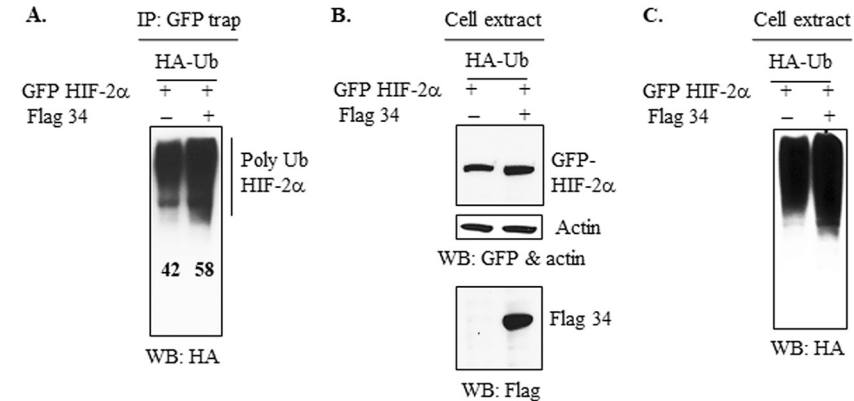 A.
IP: GFP trap
HA-Ub
GFP HIF-2α + +
Flag 34 – +
Poly Ub
HIF-2α
42 58
WB: HA
B.
Cell extract
HA-Ub
GFP HIF-2α + +
Flag 34 – +
GFP-
HIF-2α
Actin
WB: GFP & actin
Flag 34
WB: Flag
C.
Cell extract
HA-Ub
GFP HIF-2α + +
Flag 34 – +
WB: HA